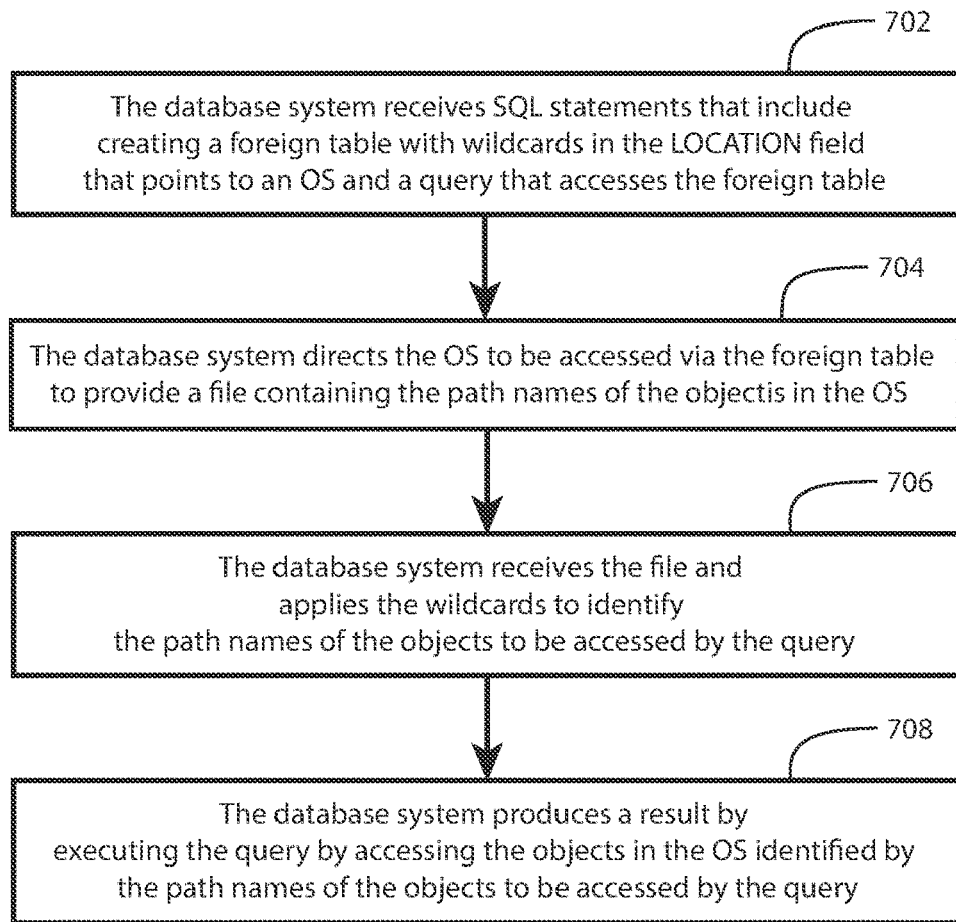 702
The database system receives SQL statements that include
creating a foreign table with wildcards in the LOCATION field
that points to an OS and a query that accesses the foreign table
704
The database system directs the OS to be accessed via the foreign table
to provide a file containing the path names of the objectis in the OS
706
The database system receives the file and
applies the wildcards to identify
the path names of the objects to be accessed by the query
708
The database system produces a result by
executing the query by accessing the objects in the OS identified by
the path names of the objects to be accessed by the query